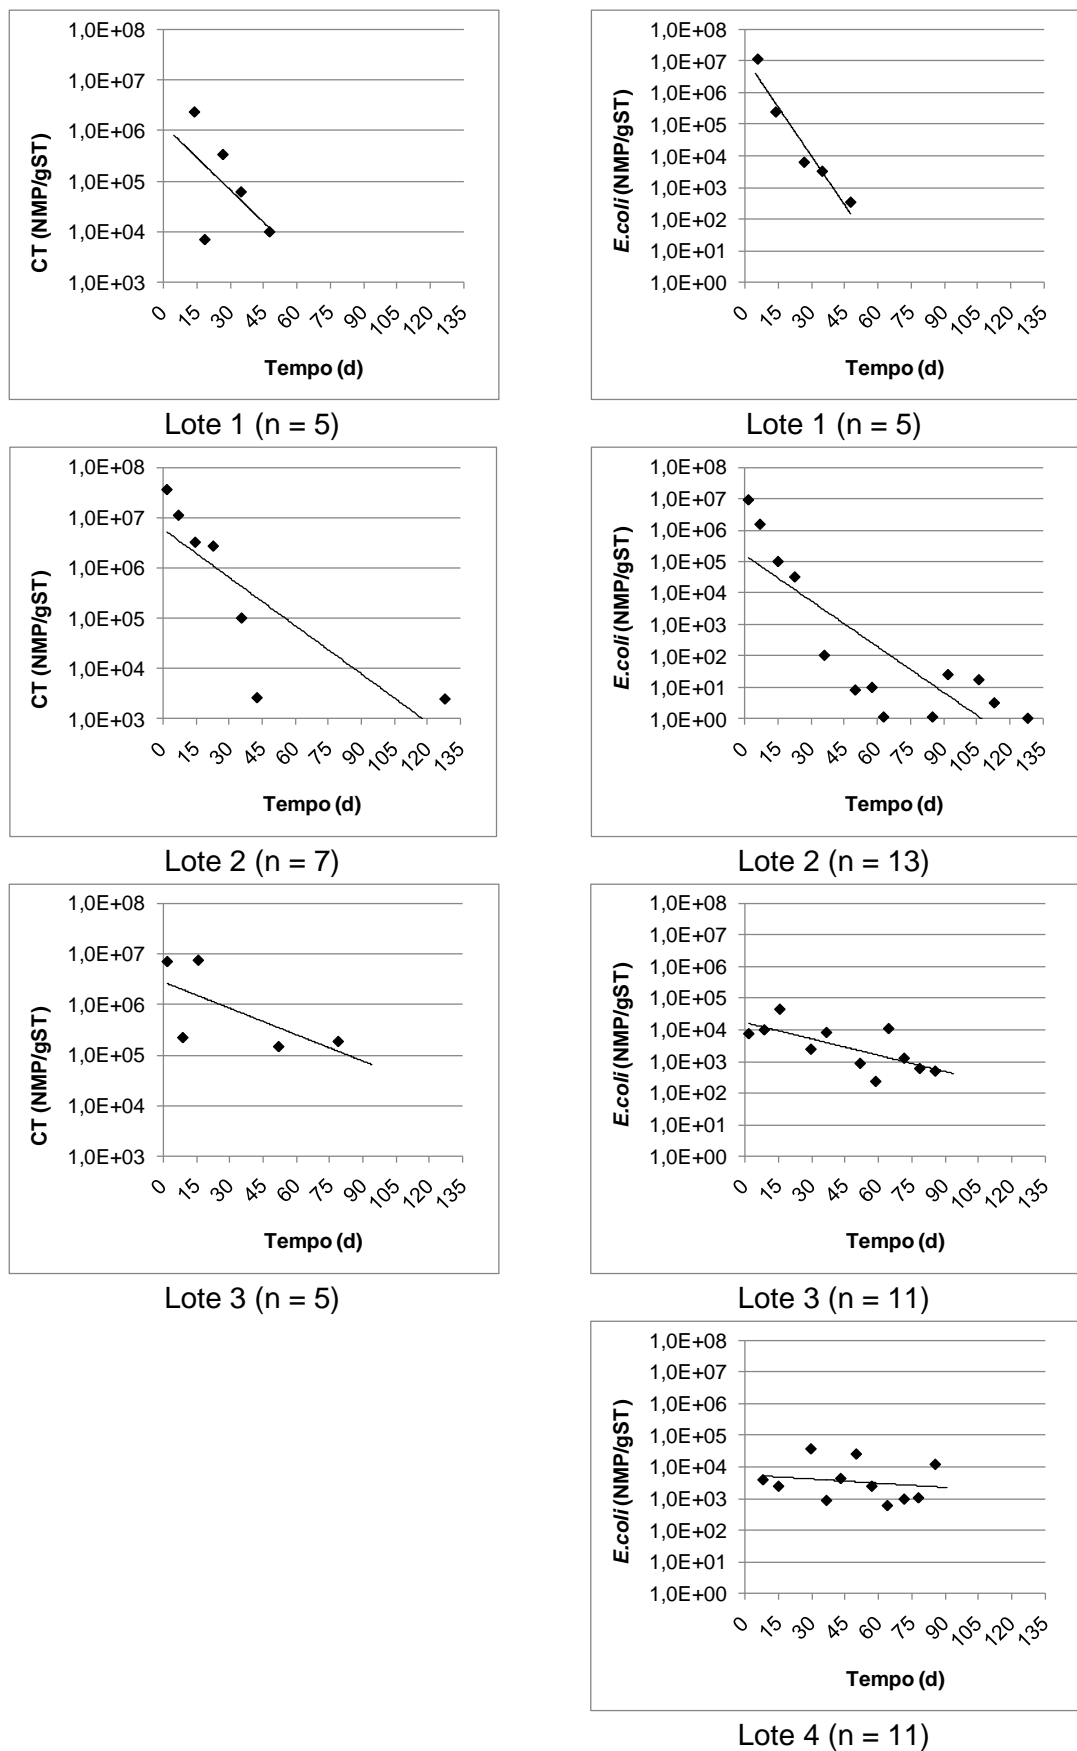 1,0E+08
1,0E+07
1,0E+06
1,0E+05
1,0E+04
1,0E+03
CT (NMP/gST)
0 15 30 45 60 75 90 105 120 135
Tempo (d)
Lote 1 (n = 5)
1,0E+08
1,0E+07
1,0E+06
1,0E+05
1,0E+04
1,0E+03
1,0E+02
1,0E+01
1,0E+00
E.coli (NMP/gST)
0 15 30 45 60 75 90 105 120 135
Tempo (d)
Lote 1 (n = 5)
1,0E+08
1,0E+07
1,0E+06
1,0E+05
1,0E+04
1,0E+03
CT (NMP/gST)
0 15 30 45 60 75 90 105 120 135
Tempo (d)
Lote 2 (n = 7)
1,0E+08
1,0E+07
1,0E+06
1,0E+05
1,0E+04
1,0E+03
1,0E+02
1,0E+01
1,0E+00
E.coli (NMP/gST)
0 15 30 45 60 75 90 105 120 135
Tempo (d)
Lote 2 (n = 13)
1,0E+08
1,0E+07
1,0E+06
1,0E+05
1,0E+04
1,0E+03
CT (NMP/gST)
0 15 30 45 60 75 90 105 120 135
Tempo (d)
Lote 3 (n = 5)
1,0E+08
1,0E+07
1,0E+06
1,0E+05
1,0E+04
1,0E+03
1,0E+02
1,0E+01
1,0E+00
E.coli (NMP/gST)
0 15 30 45 60 75 90 105 120 135
Tempo (d)
Lote 3 (n = 11)
1,0E+08
1,0E+07
1,0E+06
1,0E+05
1,0E+04
1,0E+03
1,0E+02
1,0E+01
1,0E+00
E.coli (NMP/gST)
0 15 30 45 60 75 90 105 120 135
Tempo (d)
Lote 4 (n = 11)